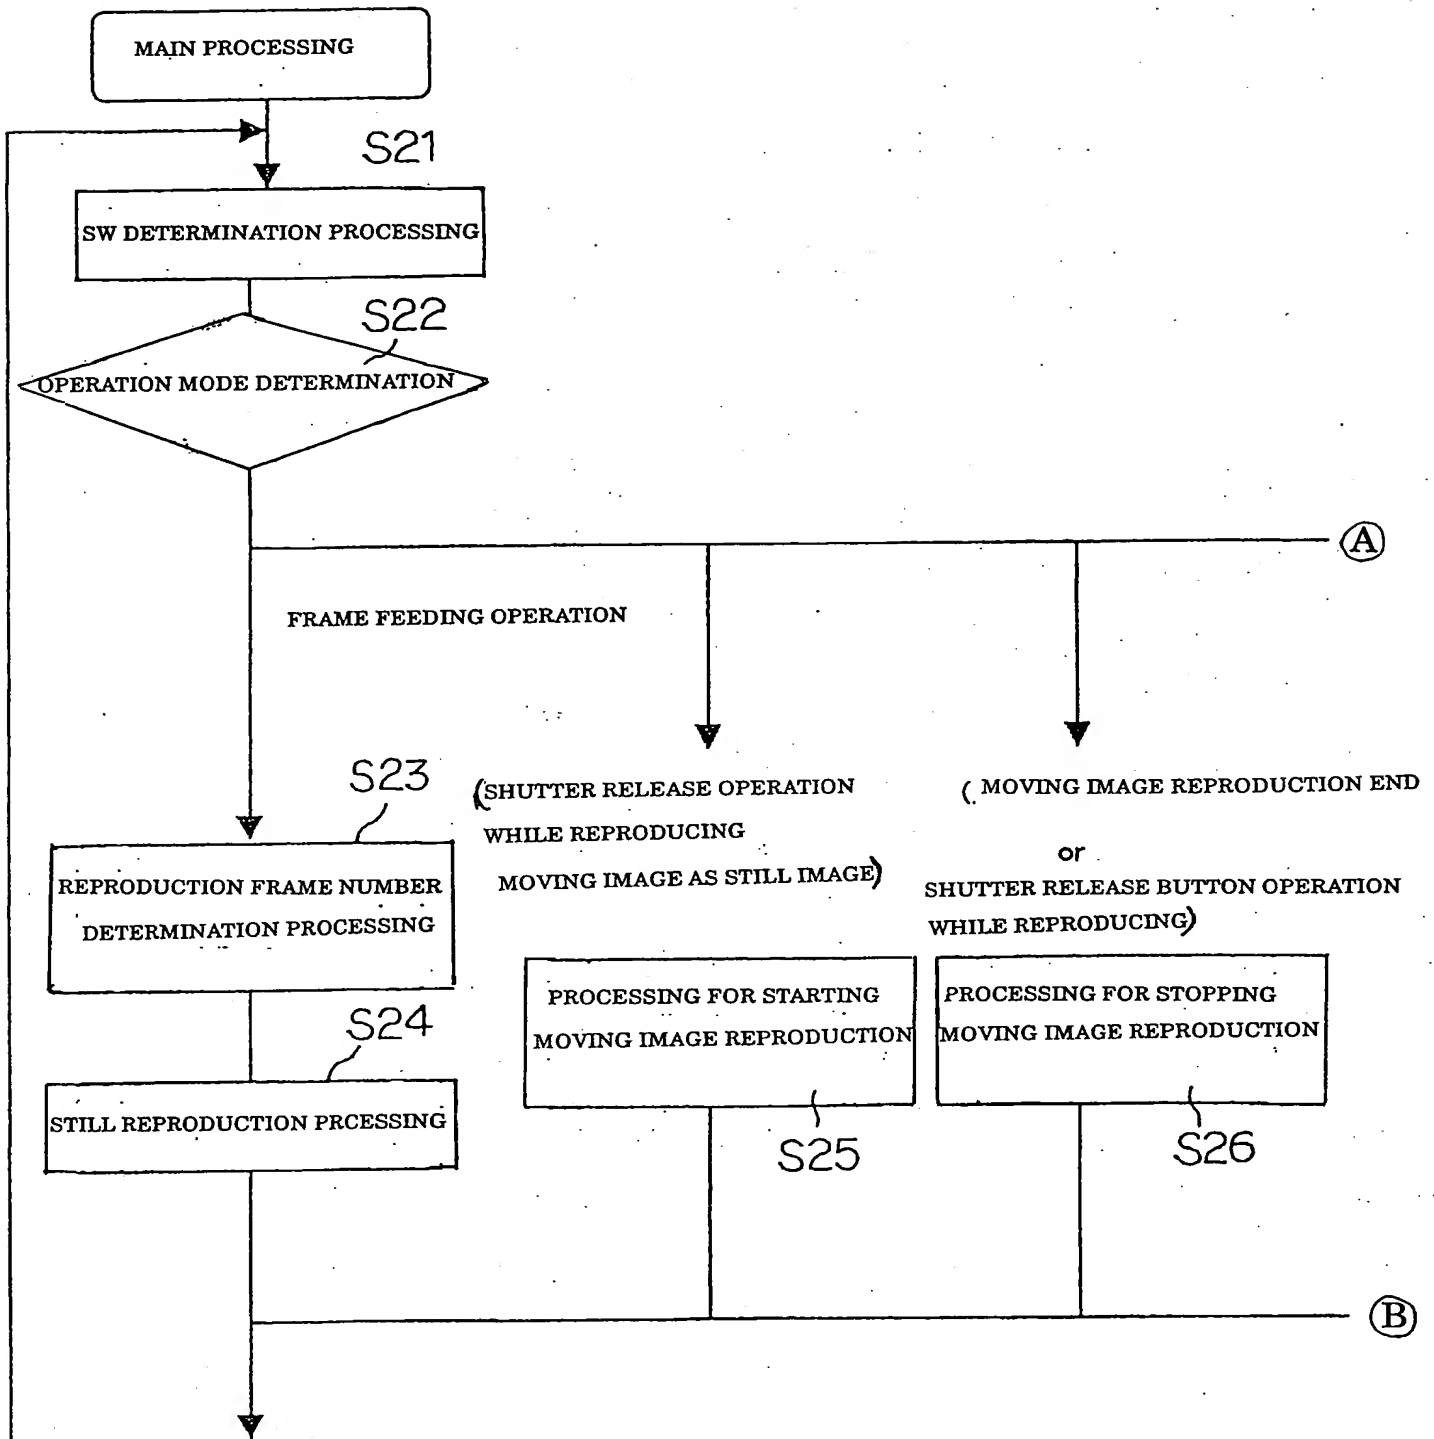 MAIN PROCESSING
S21
SW DETERMINATION PROCESSING
S22
OPERATION MODE DETERMINATION
A
FRAME FEEDING OPERATION
S23
REPRODUCTION FRAME NUMBER
DETERMINATION PROCESSING
S24
STILL REPRODUCTION PRCESSING
(SHUTTER RELEASE OPERATION
WHILE REPRODUCING
MOVING IMAGE AS STILL IMAGE)
PROCESSING FOR STARTING
MOVING IMAGE REPRODUCTION
S25
( MOVING IMAGE REPRODUCTION END
or
SHUTTER RELEASE BUTTON OPERATION
WHILE REPRODUCING)
PROCESSING FOR STOPPING
MOVING IMAGE REPRODUCTION
S26
B